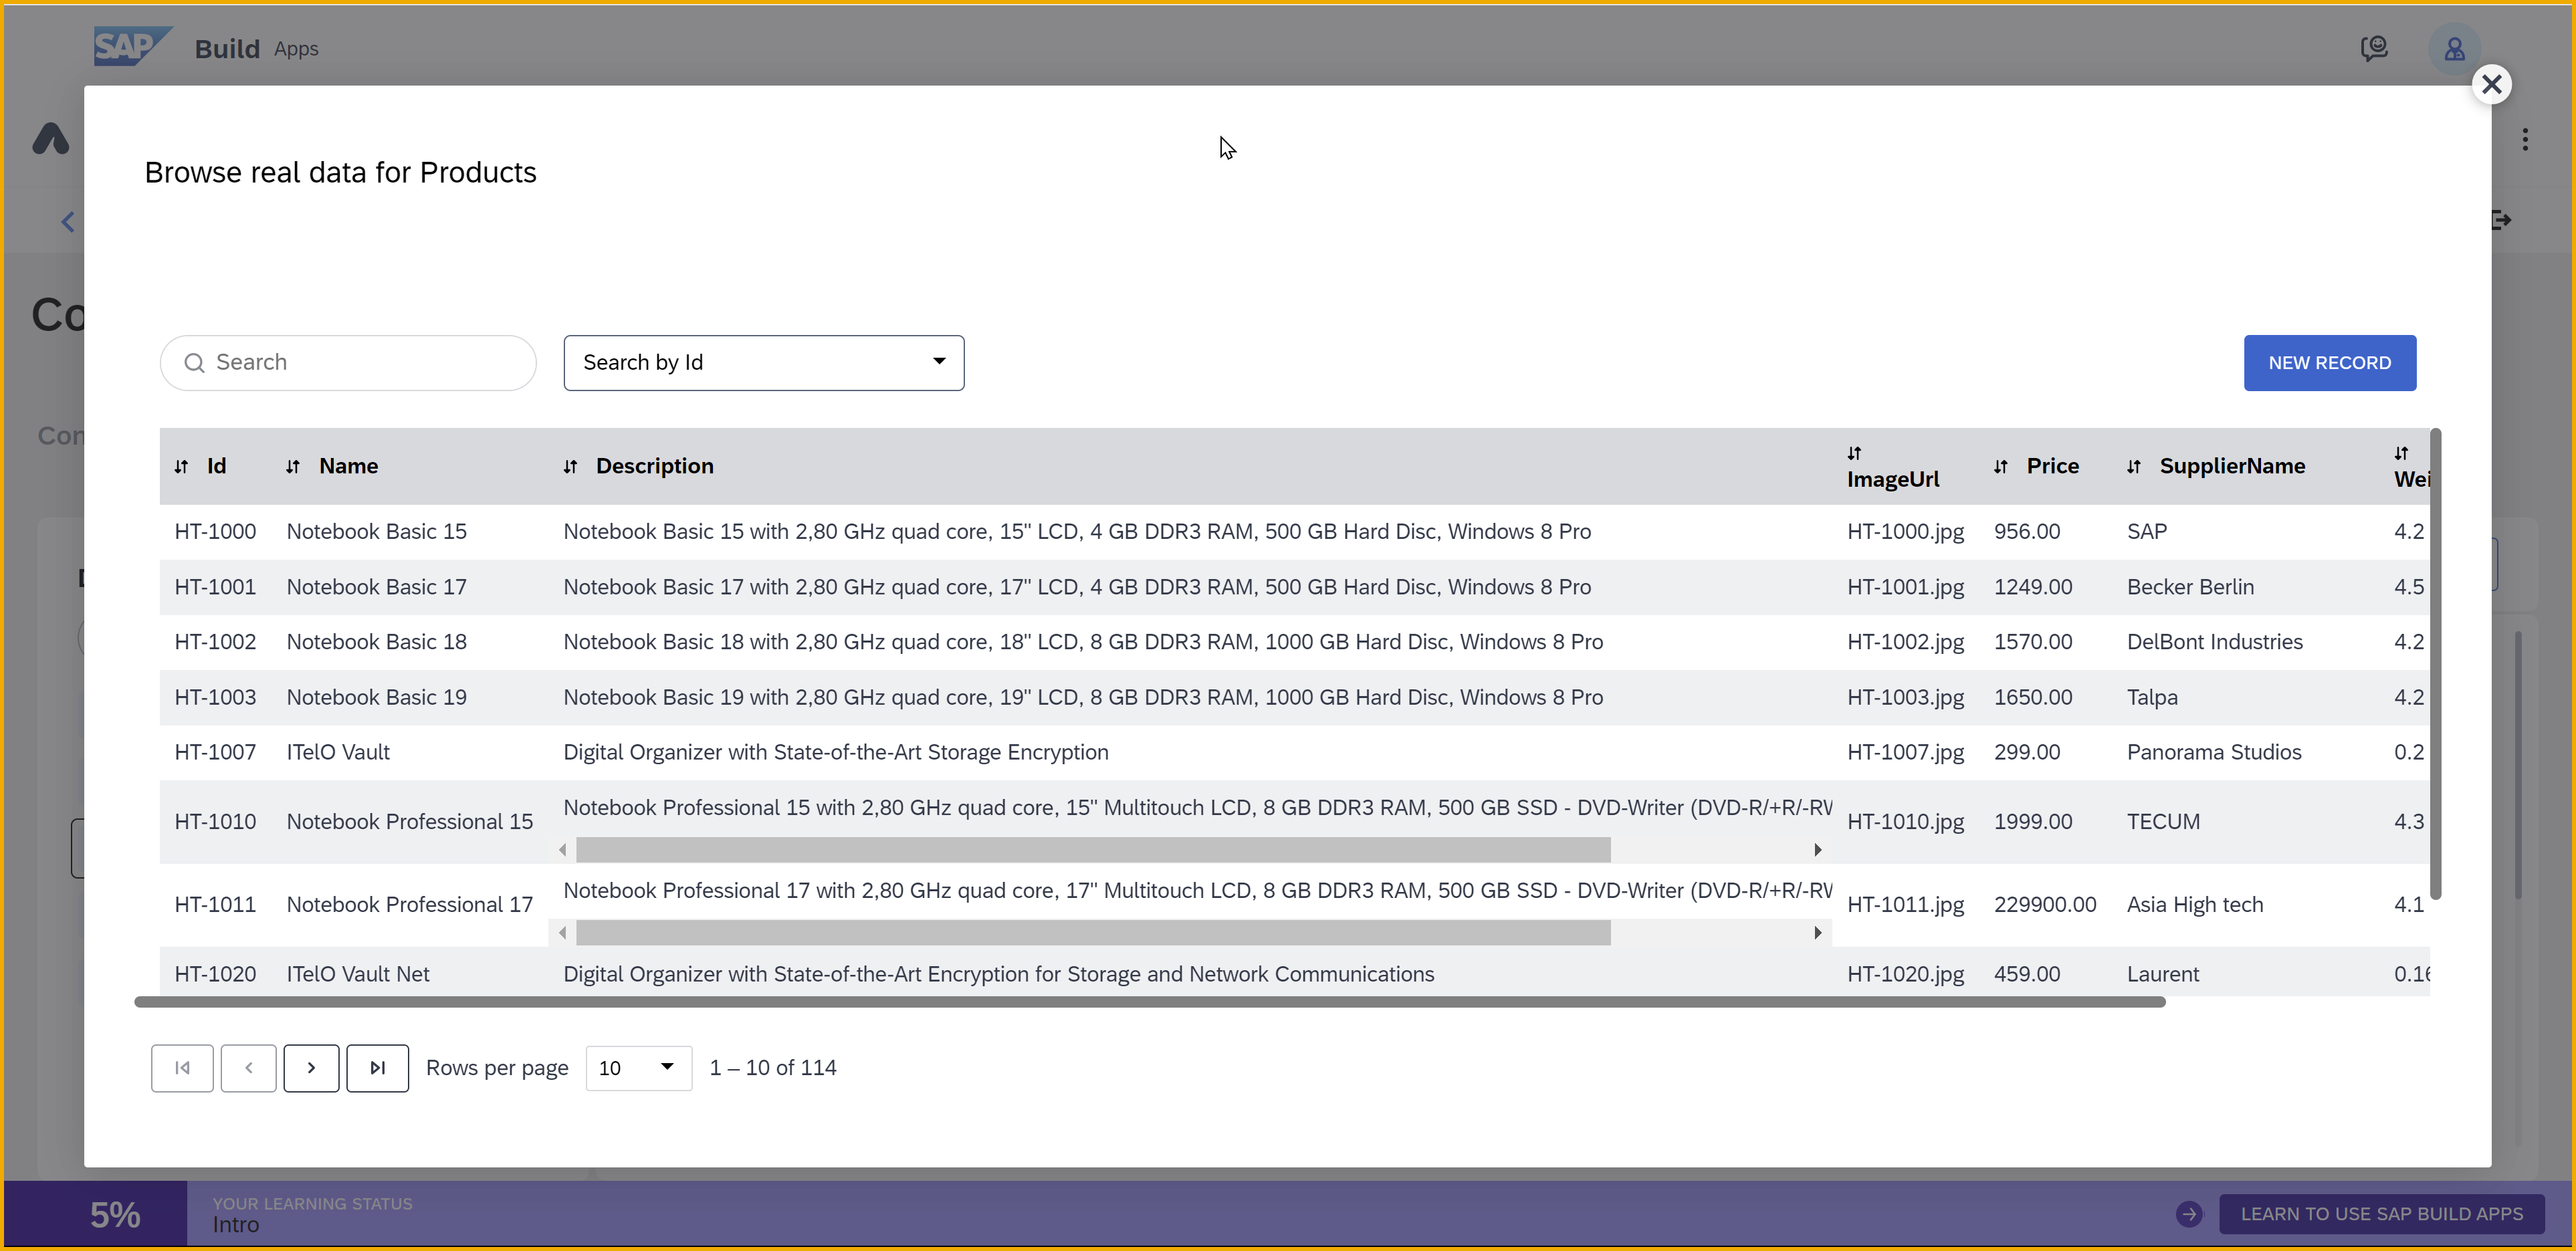 SAP Build Apps
Browse real data for Products
Co
Search Search by Id NEW RECORD
Con
Id Name Description ImageUrl Price SupplierName Wei
HT-1000 Notebook Basic 15 Notebook Basic 15 with 2,80 GHz quad core, 15" LCD, 4 GB DDR3 RAM, 500 GB Hard Disc, Windows 8 Pro HT-1000.jpg 956.00 SAP 4.2
HT-1001 Notebook Basic 17 Notebook Basic 17 with 2,80 GHz quad core, 17" LCD, 4 GB DDR3 RAM, 500 GB Hard Disc, Windows 8 Pro HT-1001.jpg 1249.00 Becker Berlin 4.5
HT-1002 Notebook Basic 18 Notebook Basic 18 with 2,80 GHz quad core, 18" LCD, 8 GB DDR3 RAM, 1000 GB Hard Disc, Windows 8 Pro HT-1002.jpg 1570.00 DelBont Industries 4.2
HT-1003 Notebook Basic 19 Notebook Basic 19 with 2,80 GHz quad core, 19" LCD, 8 GB DDR3 RAM, 1000 GB Hard Disc, Windows 8 Pro HT-1003.jpg 1650.00 Talpa 4.2
HT-1007 ITelO Vault Digital Organizer with State-of-the-Art Storage Encryption HT-1007.jpg 299.00 Panorama Studios 0.2
HT-1010 Notebook Professional 15 Notebook Professional 15 with 2,80 GHz quad core, 15" Multitouch LCD, 8 GB DDR3 RAM, 500 GB SSD - DVD-Writer (DVD-R/+R/-RW HT-1010.jpg 1999.00 TECUM 4.3
HT-1011 Notebook Professional 17 Notebook Professional 17 with 2,80 GHz quad core, 17" Multitouch LCD, 8 GB DDR3 RAM, 500 GB SSD - DVD-Writer (DVD-R/+R/-RW HT-1011.jpg 229900.00 Asia High tech 4.1
HT-1020 ITelO Vault Net Digital Organizer with State-of-the-Art Encryption for Storage and Network Communications HT-1020.jpg 459.00 Laurent 0.16
Rows per page 10 1 – 10 of 114
5% YOUR LEARNING STATUS
Intro
LEARN TO USE SAP BUILD APPS